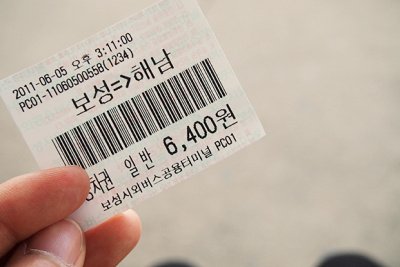 2011-06-05 오후 3:11:00
PC01-11060500558(1234)
보성=>해남
승차권 일반 6,400원
보성시외버스공용터미널 PC01